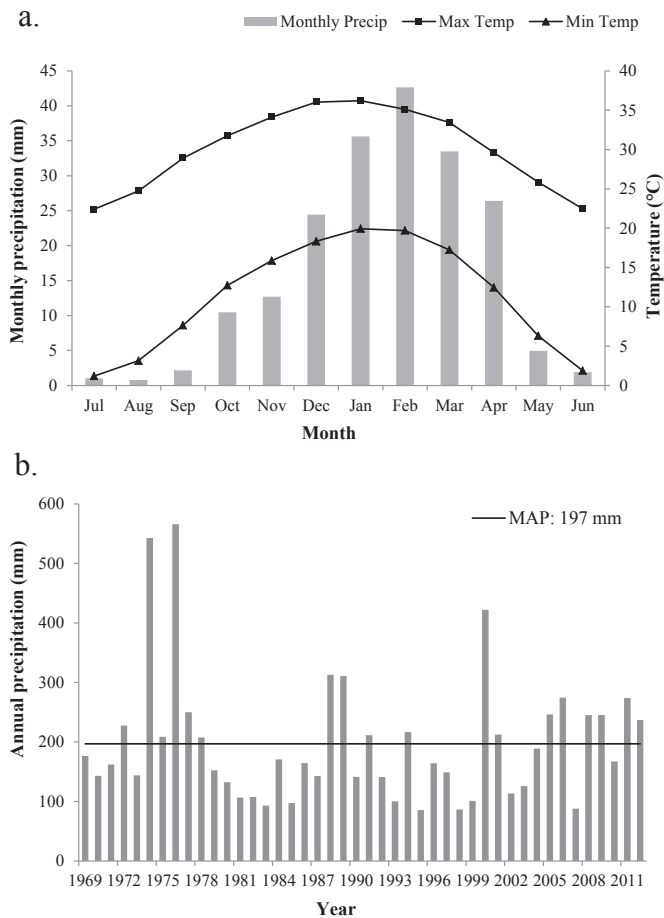 a.
Monthly Precip Max Temp Min Temp
45 40
40 35
35 30
30 25
25 20
20 15
15 10
10 5
5 0
0
Monthly precipitation (mm)
Temperature (°C)
Jul Aug Sep Oct Nov Dec Jan Feb Mar Apr May Jun
Month
b.
MAP: 197 mm
600
500
400
300
200
100
0
Annual precipitation (mm)
1969 1972 1975 1978 1981 1984 1987 1990 1993 1996 1999 2002 2005 2008 2011
Year